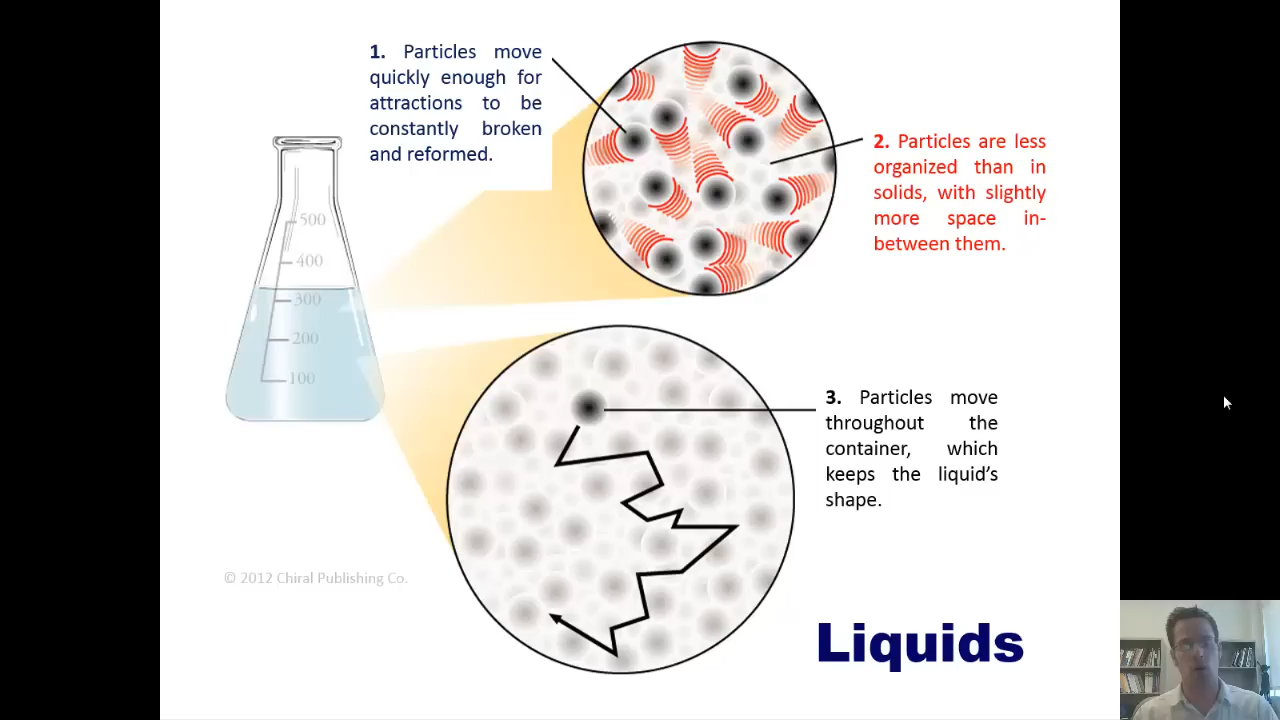 1. Particles move
quickly enough for
attractions to be
constantly broken
and reformed.
2. Particles are less
organized than in
solids, with slightly
more space in-
between them.
500
400
300
200
100
3. Particles move
throughout the
container, which
keeps the liquid's
shape.
© 2012 Chiral Publishing Co.
Liquids